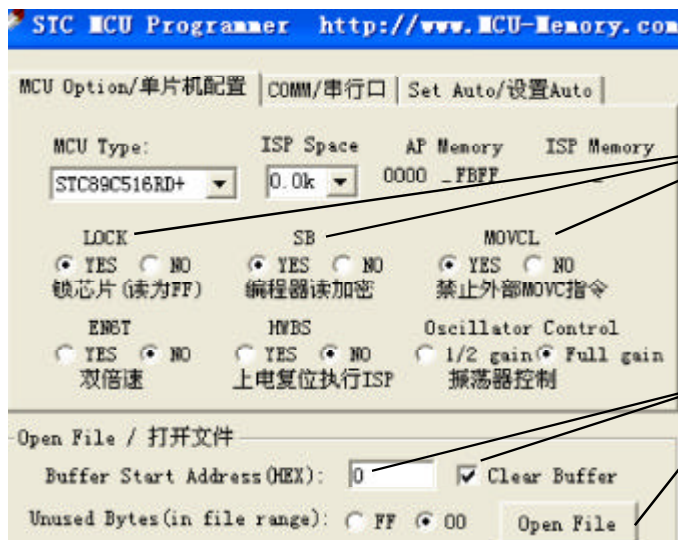 STC MCU Programmer http://www.MCU-Memory.com
MCU Option/单片机配置 COMM/串行口 Set Auto/设置Auto
MCU Type: ISP Space AP Memory ISP Memory
STC89C516RD+ 0.0k 0000 _FBFF _
LOCK SB MOVCL
YES NO YES NO YES NO
锁芯片(读为FF) 编程器读加密 禁止外部MOVC指令
EN6T HWBS Oscillator Control
YES NO YES NO 1/2 gain Full gain
双倍速 上电复位执行ISP 振荡器控制
Open File / 打开文件
Buffer Start Address(HEX): 0 Clear Buffer
Unused Bytes(in file range): FF 00 Open File